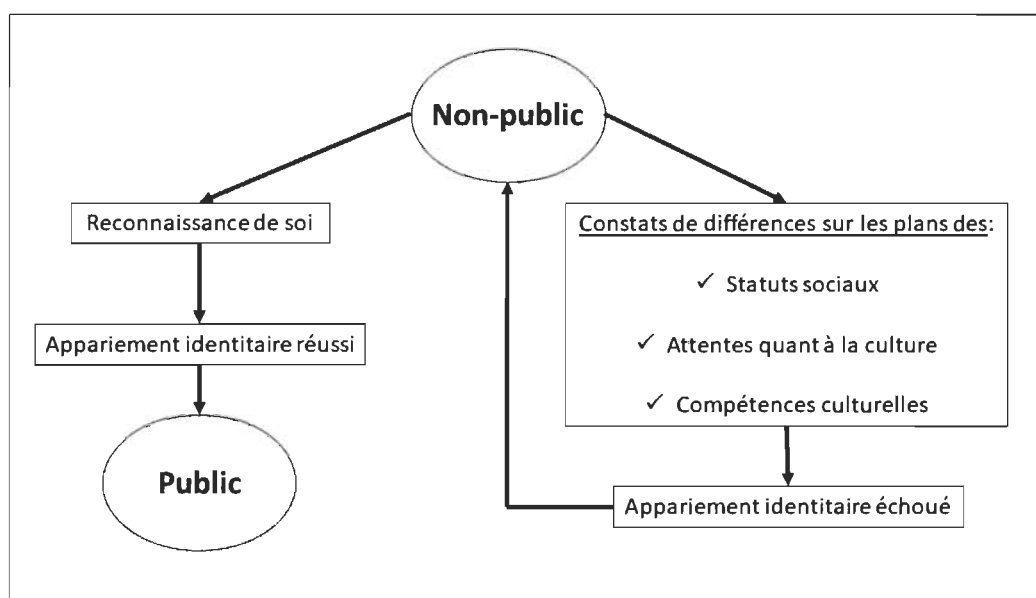 Non-public
Reconnaissance de soi
Appariement identitaire réussi
Public
Constats de différences sur les plans des:
✓ Statuts sociaux
✓ Attentes quant à la culture
✓ Compétences culturelles
Appariement identitaire échoué